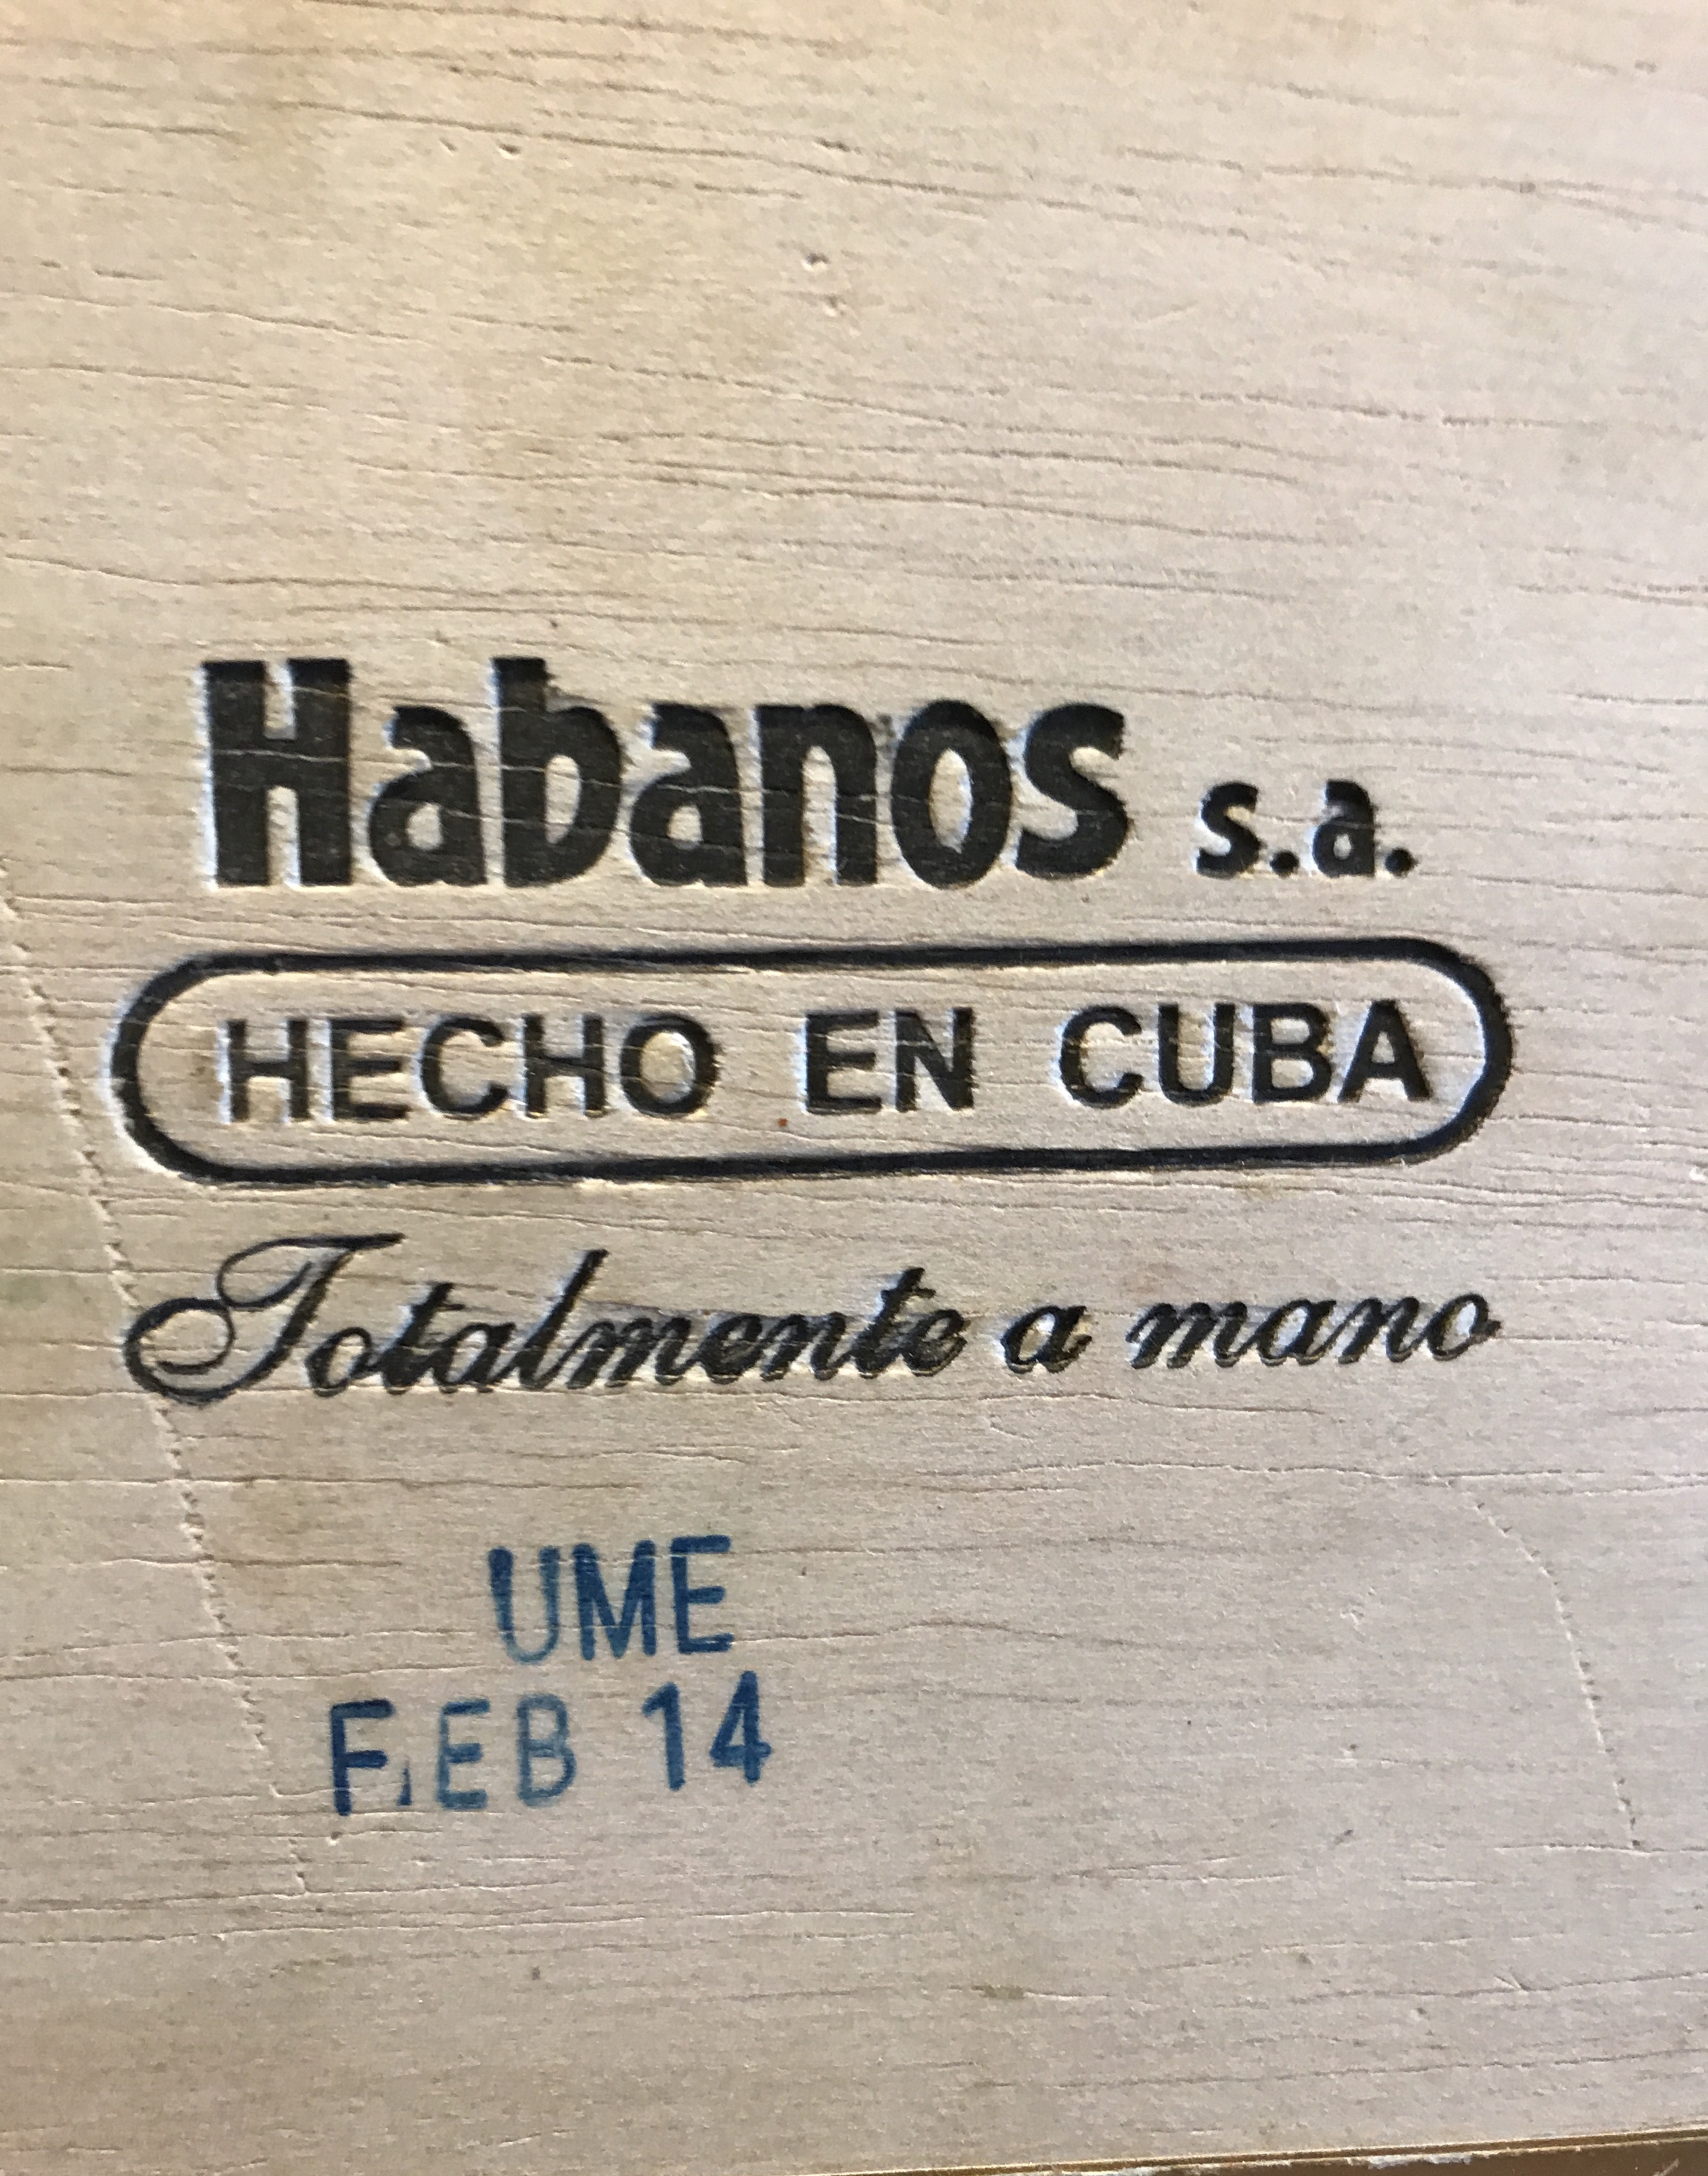 Habanos s.a.
HECHO EN CUBA
Totalmente a mano
UME
FEB 14